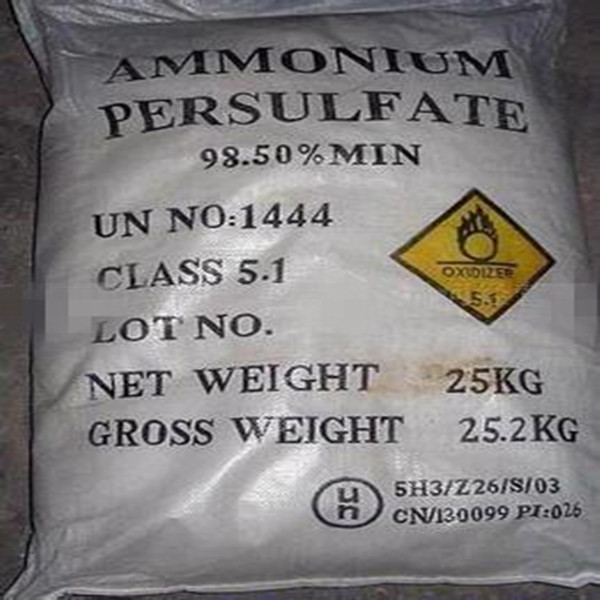 AMMONIUM
PERSULFATE
98.50%MIN
UN NO:1444
CLASS 5.1
OXIDIZER
5.1
LOT NO.
NET WEIGHT 25KG
GROSS WEIGHT 25.2KG
un
5H3/Z26/S/03
CN/130099 PI:026